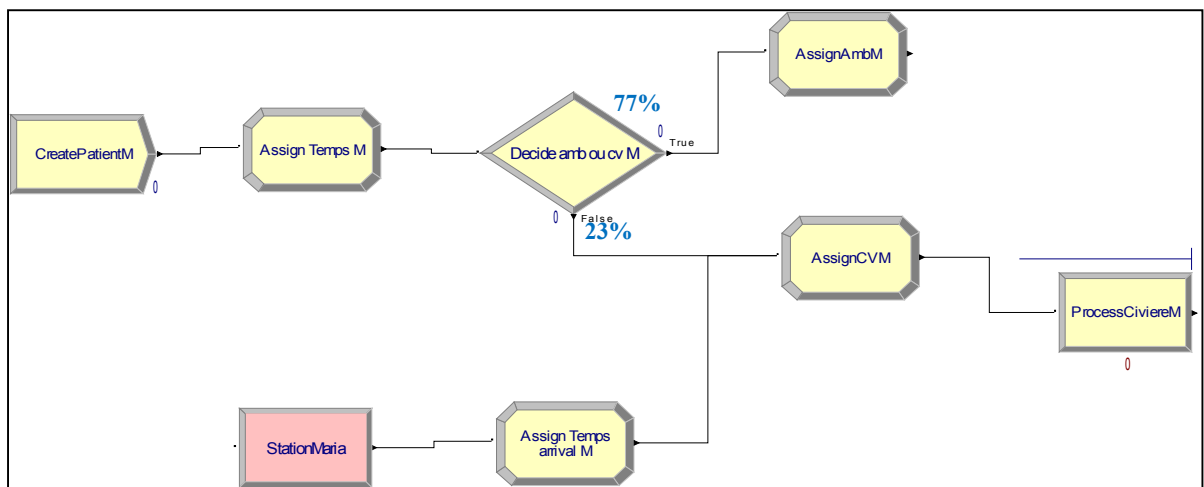 AssignAmbM
77%
0
True
CreatePatientM
0
Assign Temps M
Decide amb ou cv M
0
False
23%
AssignCVM
ProcessCiviereM
0
StationMaria
Assign Temps
arrival M